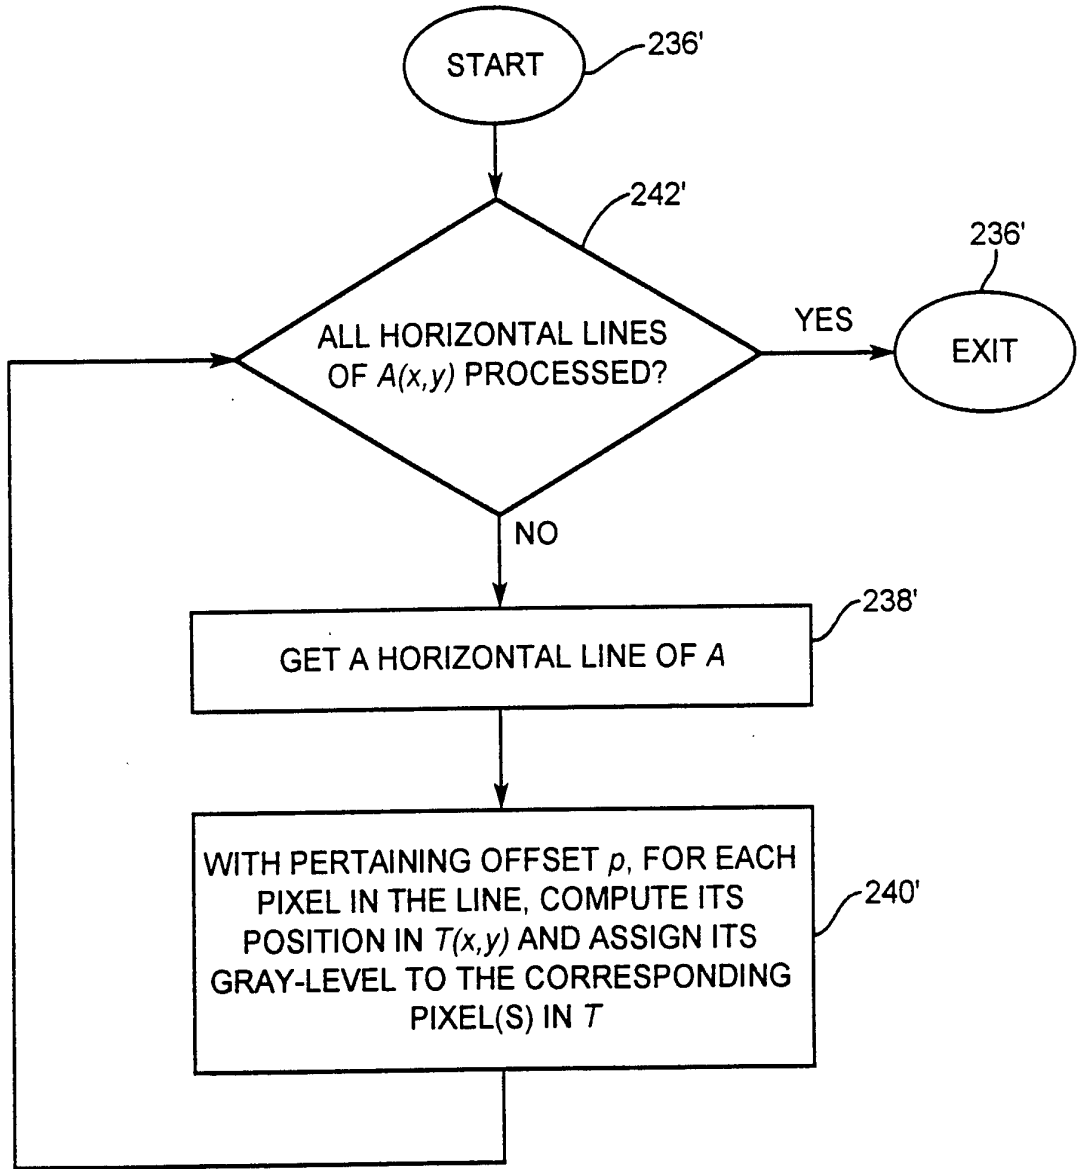 START
236'
242'
236'
ALL HORIZONTAL LINES
OF A(x,y) PROCESSED?
YES
EXIT
NO
238'
GET A HORIZONTAL LINE OF A
WITH PERTAINING OFFSET p, FOR EACH
PIXEL IN THE LINE, COMPUTE ITS
POSITION IN T(x,y) AND ASSIGN ITS
GRAY-LEVEL TO THE CORRESPONDING
PIXEL(S) IN T
240'